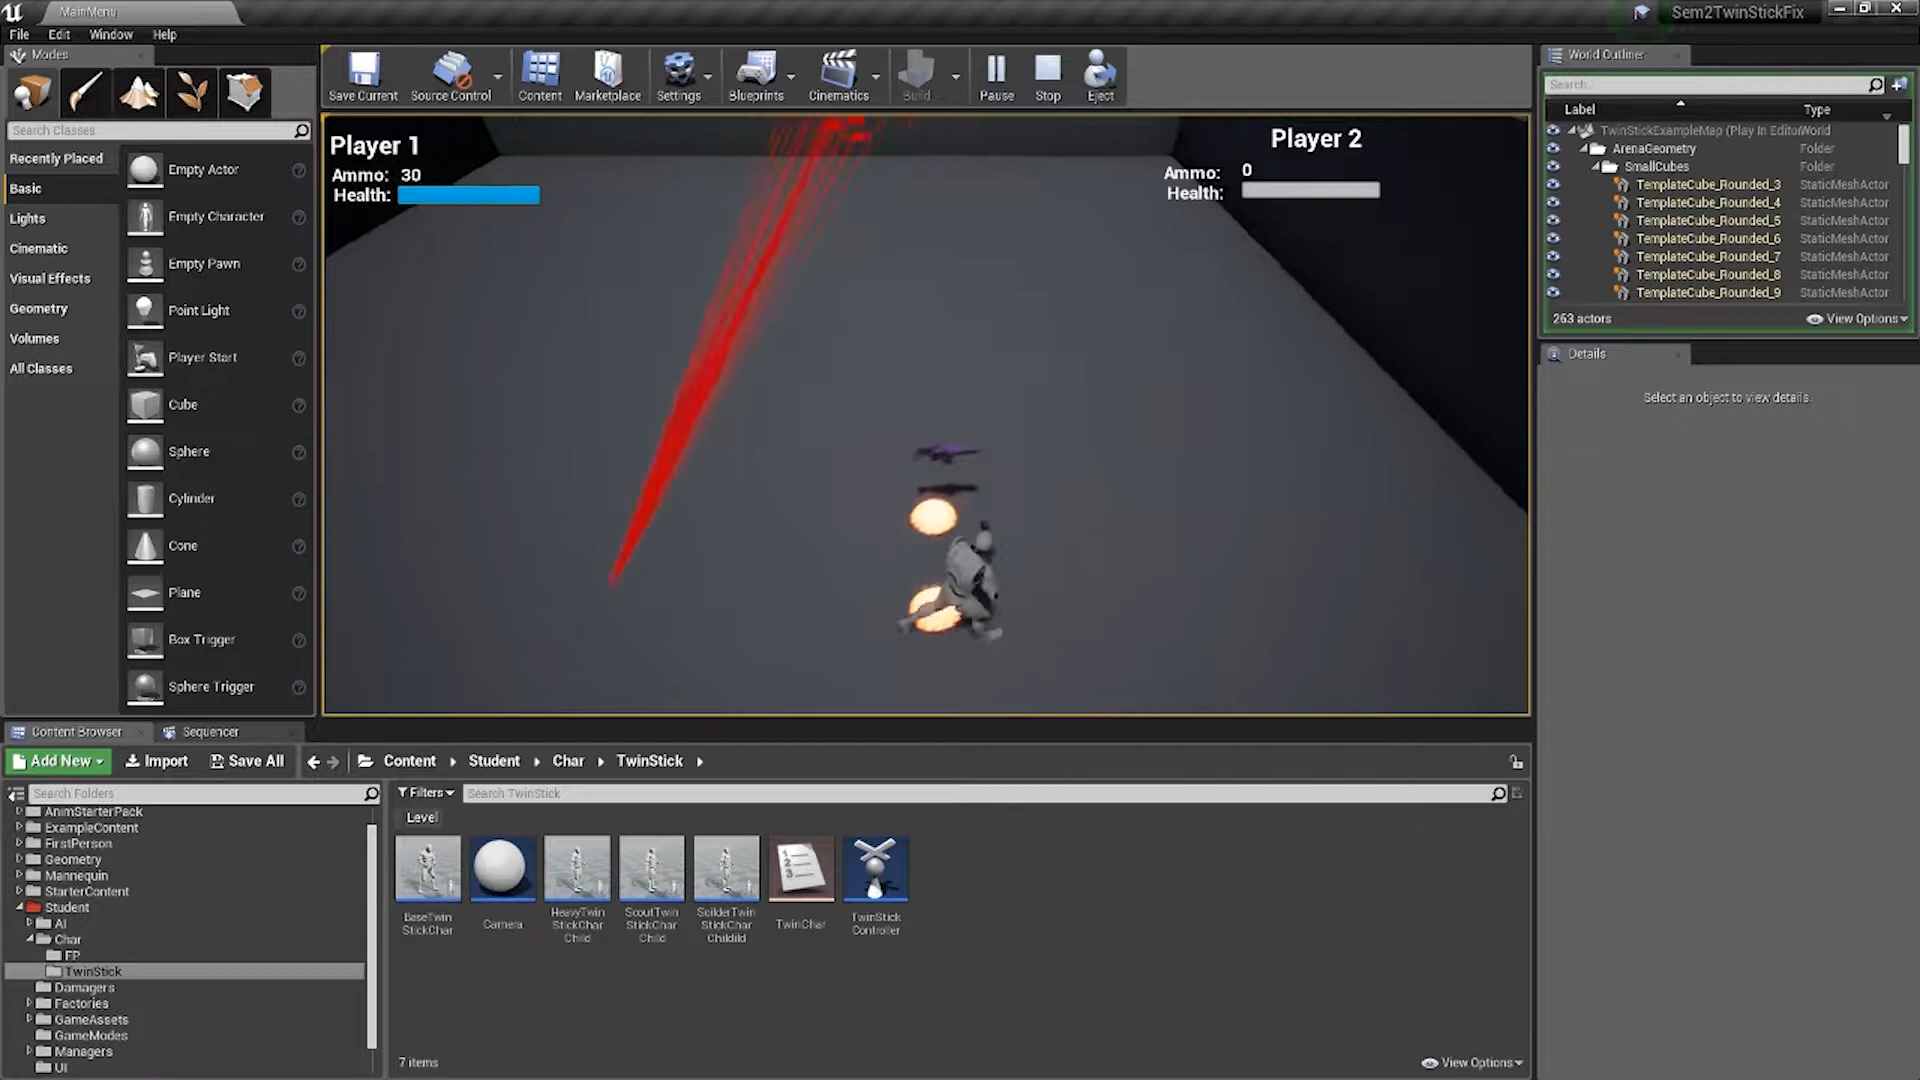 MainMenu
Sem2TwinStickFix
File Edit Window Help
Modes
World Outliner
Save Current
Source Control
Content
Marketplace
Settings
Blueprints
Cinematics
Build
Pause
Stop
Eject
Search Classes
Recently Placed
Basic
Lights
Cinematic
Visual Effects
Geometry
Volumes
All Classes
Empty Actor
Empty Character
Empty Pawn
Point Light
Player Start
Cube
Sphere
Cylinder
Cone
Plane
Box Trigger
Sphere Trigger
Player 1
Ammo: 30
Health:
Player 2
Ammo: 0
Health:
Search...
Label Type
TwinStickExampleMap (Play In Editor World
ArenaGeometry Folder
SmallCubes Folder
TemplateCube_Rounded_3 StaticMeshActor
TemplateCube_Rounded_4 StaticMeshActor
TemplateCube_Rounded_5 StaticMeshActor
TemplateCube_Rounded_6 StaticMeshActor
TemplateCube_Rounded_7 StaticMeshActor
TemplateCube_Rounded_8 StaticMeshActor
TemplateCube_Rounded_9 StaticMeshActor
263 actors View Options
Details
Select an object to view details.
Content Browser Sequencer
Add New Import Save All Content Student Char TwinStick
Search Folders
AnimStarterPack
ExampleContent
FirstPerson
Geometry
Mannequin
StarterContent
Student
AI
Char
FP
TwinStick
Damagers
Factories
GameAssets
GameModes
Managers
UI
Filters Search TwinStick
Level
BaseTwin
StickChar
Camera
HeavyTwin
StickChar
Child
ScoutTwin
StickChar
Child
SoilderTwin
StickChar
Childild
TwinChar
TwinStick
Controller
7 items View Options